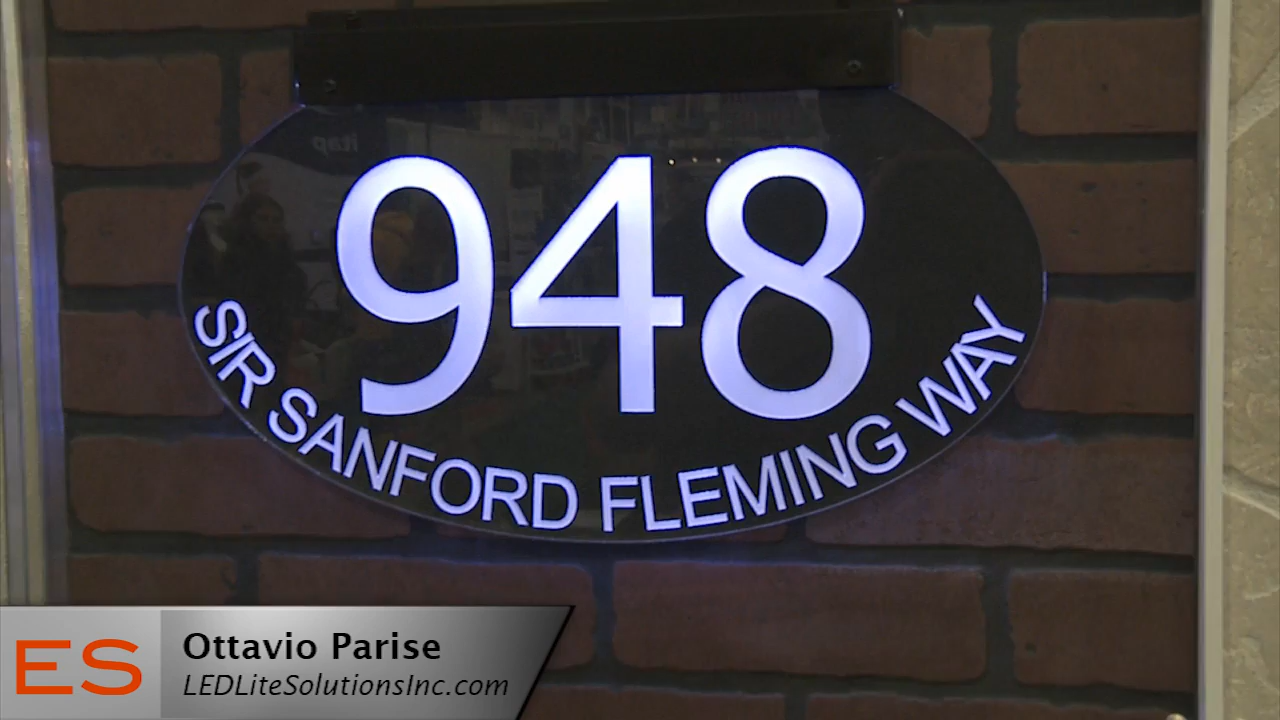 948
SIR SANFORD FLEMING WAY
ES
Ottavio Parise
LEDLiteSolutionsInc.com